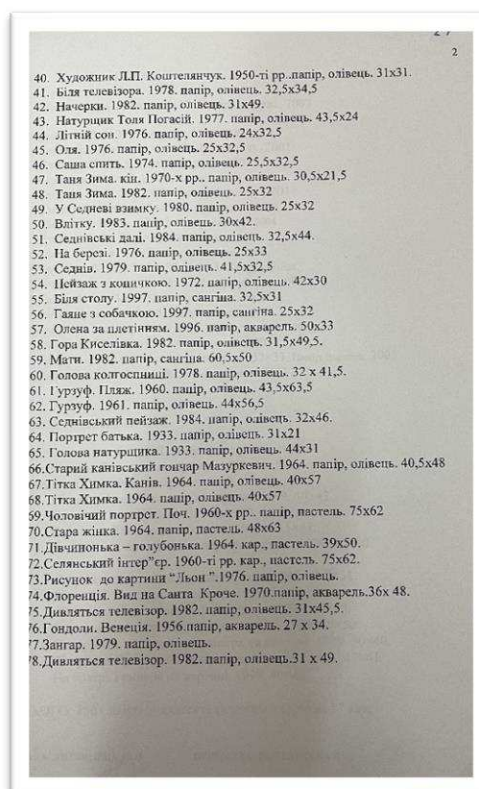 2
40. Художник Л.П. Коштелянчук. 1950-ті рр..папір, олівець. 31х31.
41. Біля телевізора. 1978. папір, олівець. 32,5х34,5
42. Начерки. 1982. папір, олівець. 31х49.
43. Натурщик Толя Погасій. 1977. папір, олівець. 43,5х24
44. Літній сон. 1976. папір, олівець. 24х32,5
45. Оля. 1976. папір, олівець. 25х32,5
46. Саша спить. 1974. папір, олівець. 25,5х32,5
47. Таня Зима. кін. 1970-х рр.. папір, олівець. 30,5х21,5
48. Таня Зима. 1982. папір, олівець. 25х32
49. У Седневі взимку. 1980. папір, олівець. 25х32
50. Влітку. 1983. папір, олівець. 30х42.
51. Седнівські далі. 1984. папір, олівець. 32,5х44.
52. На березі. 1976. папір, олівець. 25х33
53. Седнів. 1979. папір, олівець. 41,5х32,5
54. Пейзаж з копичкою. 1972. папір, олівець. 42х30
55. Біля столу. 1997. папір, сангіна. 32,5х31
56. Гаяне з собачкою. 1997. папір, сангіна. 25х32
57. Олена за плетінням. 1996. папір, акварель. 50х33
58. Гора Киселівка. 1982. папір, олівець. 31,5х49,5.
59. Мати. 1982. папір, сангіна. 60,5х50
60. Голова колгоспниці. 1978. папір, олівець. 32 х 41,5.
61. Гурзуф. Пляж. 1960. папір, олівець. 43,5х63,5
62. Гурзуф. 1961. папір, олівець. 44х56,5
63. Седнівський пейзаж. 1984. папір, олівець. 32х46.
64. Портрет батька. 1933. папір, олівець. 31х21
65. Голова натурщика. 1933. папір, олівець. 44х31
66.Старий канівський гончар Мазуркевич. 1964. папір, олівець. 40,5х48
67.Тітка Химка. Канів. 1964. папір, олівець. 40х57
68.Тітка Химка. 1964. папір, олівець. 40х57
69.Чоловічий портрет. Поч. 1960-х рр.. папір, пастель. 75х62
70.Стара жінка. 1964. папір, пастель. 48х63
71.Дівчинонька – голубонька. 1964. кар., пастель. 39х50.
72.Селянський інтер"єр. 1960-ті рр. кар., пастель. 75х62.
73.Рисунок до картини "Льон ".1976. папір, олівець.
74.Флоренція. Вид на Санта Кроче. 1970.папір, акварель.36х 48.
75.Дивляться телевізор. 1982. папір, олівець. 31х45,5.
76.Гондоли. Венеція. 1956.папір, акварель. 27 х 34.
77.Зангар. 1979. папір, олівець.
78.Дивляться телевізор. 1982. папір, олівець.31 х 49.